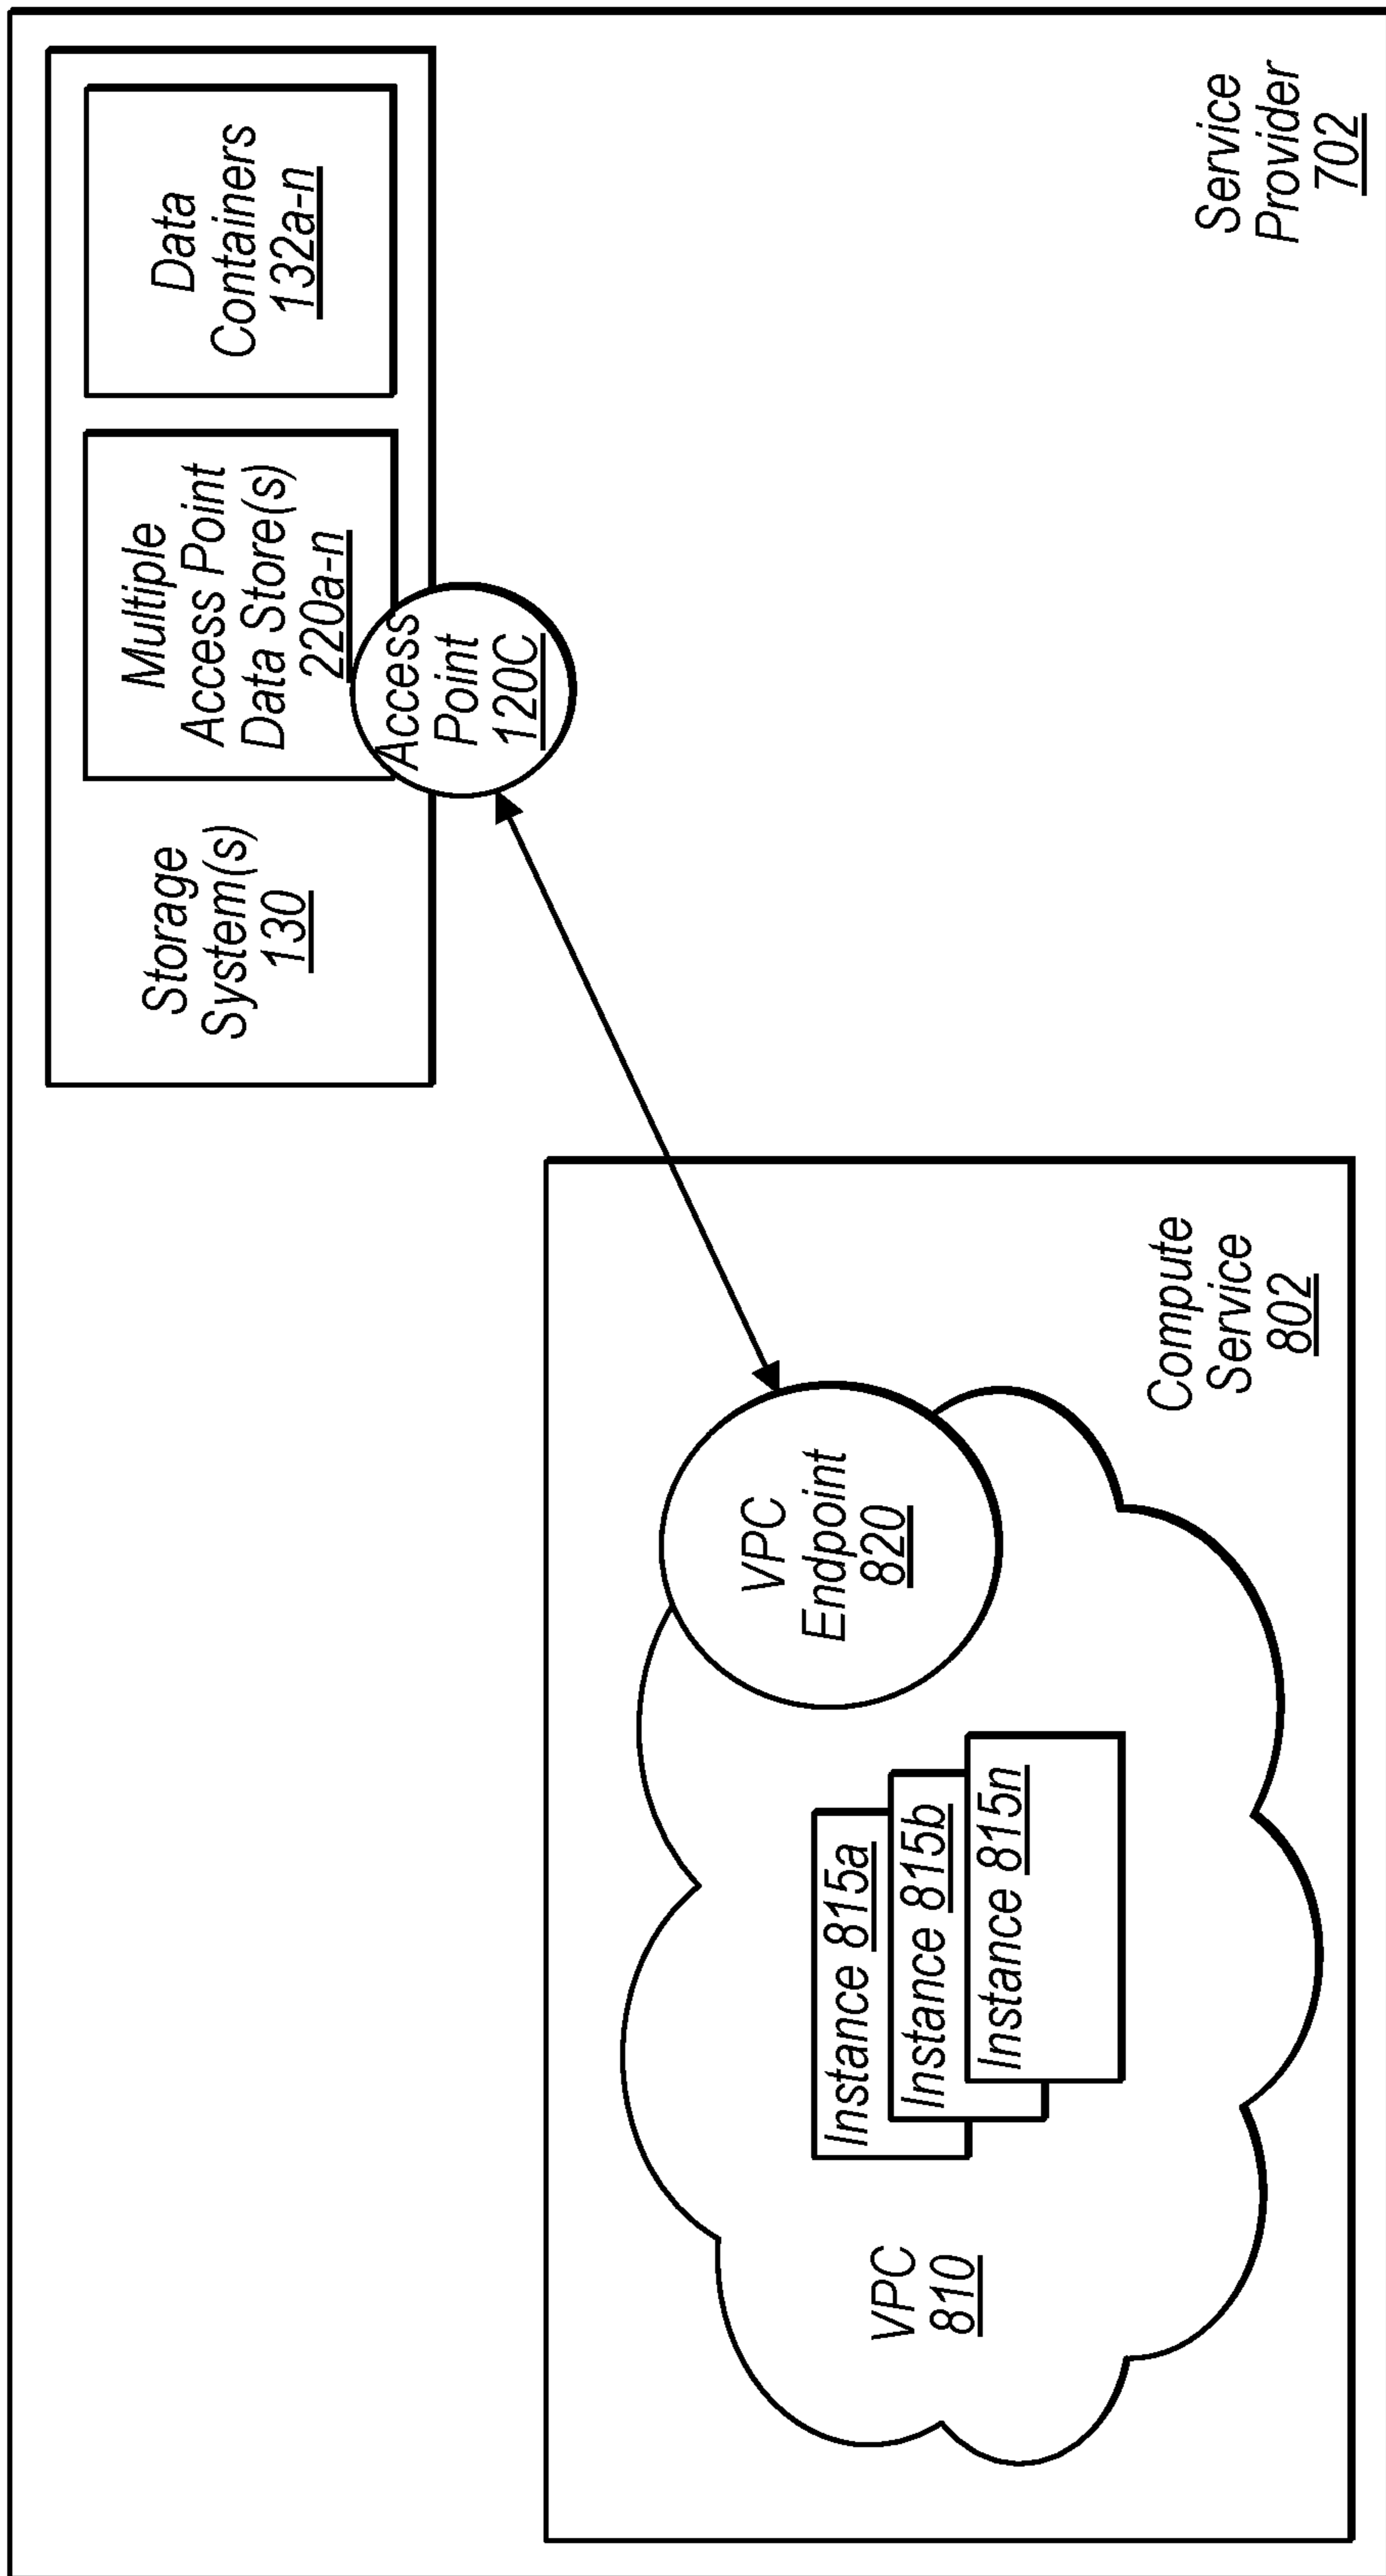 Storage
System(s)
130
Multiple
Access Point
Data Store(s)
220a-n
Data
Containers
132a-n
Access
Point
120C
VPC
Endpoint
820
Instance 815a
Instance 815b
Instance 815n
VPC
810
Compute
Service
802
Service
Provider
702